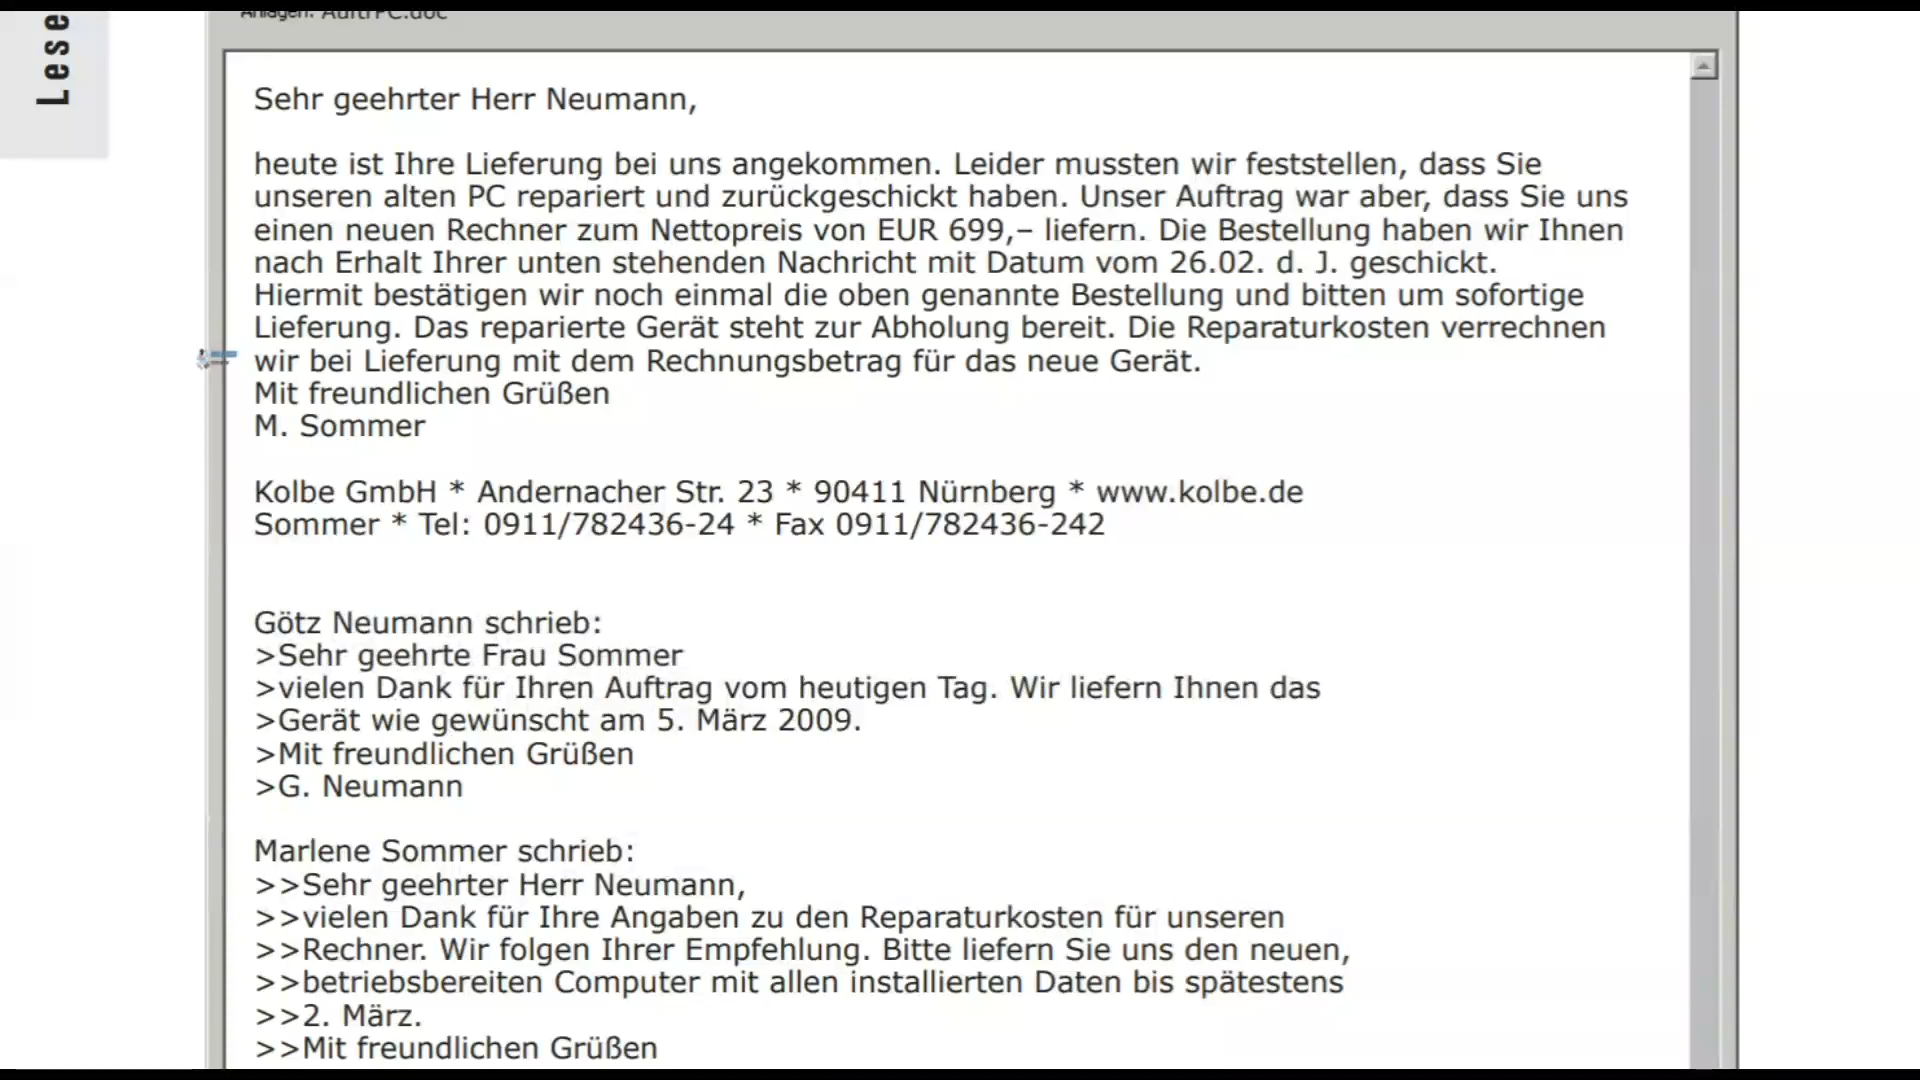 Lese
Anlagen: AuftrPC.doc
Sehr geehrter Herr Neumann,
heute ist Ihre Lieferung bei uns angekommen. Leider mussten wir feststellen, dass Sie
unseren alten PC repariert und zurückgeschickt haben. Unser Auftrag war aber, dass Sie uns
einen neuen Rechner zum Nettopreis von EUR 699,– liefern. Die Bestellung haben wir Ihnen
nach Erhalt Ihrer unten stehenden Nachricht mit Datum vom 26.02. d. J. geschickt.
Hiermit bestätigen wir noch einmal die oben genannte Bestellung und bitten um sofortige
Lieferung. Das reparierte Gerät steht zur Abholung bereit. Die Reparaturkosten verrechnen
wir bei Lieferung mit dem Rechnungsbetrag für das neue Gerät.
Mit freundlichen Grüßen
M. Sommer
Kolbe GmbH * Andernacher Str. 23 * 90411 Nürnberg * www.kolbe.de
Sommer * Tel: 0911/782436-24 * Fax 0911/782436-242
Götz Neumann schrieb:
>Sehr geehrte Frau Sommer
>vielen Dank für Ihren Auftrag vom heutigen Tag. Wir liefern Ihnen das
>Gerät wie gewünscht am 5. März 2009.
>Mit freundlichen Grüßen
>G. Neumann
Marlene Sommer schrieb:
>>Sehr geehrter Herr Neumann,
>>vielen Dank für Ihre Angaben zu den Reparaturkosten für unseren
>>Rechner. Wir folgen Ihrer Empfehlung. Bitte liefern Sie uns den neuen,
>>betriebsbereiten Computer mit allen installierten Daten bis spätestens
>>2. März.
>>Mit freundlichen Grüßen